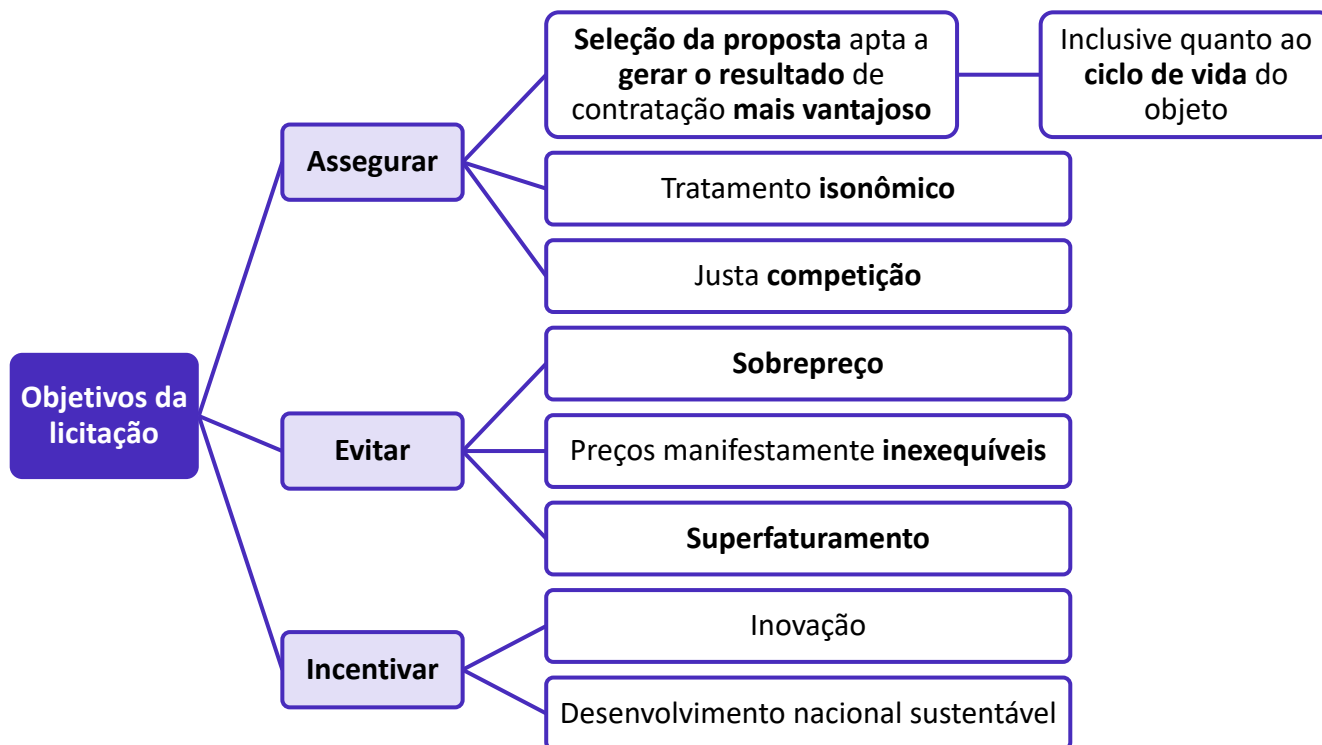 Seleção da proposta apta a
gerar o resultado de
contratação mais vantajoso
Inclusive quanto ao
ciclo de vida do
objeto
Assegurar
Tratamento isonômico
Justa competição
Objetivos da
licitação
Sobrepreço
Evitar
Preços manifestamente inexequíveis
Superfaturamento
Inovação
Incentivar
Desenvolvimento nacional sustentável